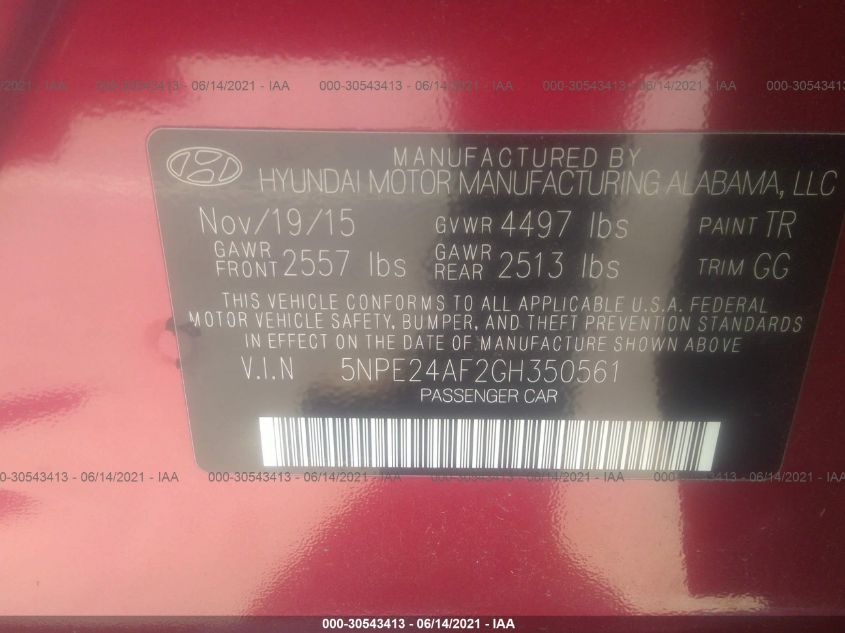 000-30543413 - 06/14/2021 - IAA
MANUFACTURED BY
HYUNDAI MOTOR MANUFACTURING ALABAMA, LLC
Nov/19/15 GVWR 4497 lbs PAINT TR
GAWR FRONT 2557 lbs GAWR REAR 2513 lbs TRIM GG
THIS VEHICLE CONFORMS TO ALL APPLICABLE U.S.A. FEDERAL
MOTOR VEHICLE SAFETY, BUMPER, AND THEFT PREVENTION STANDARDS
IN EFFECT ON THE DATE OF MANUFACTURE SHOWN ABOVE
V.I.N 5NPE24AF2GH350561
PASSENGER CAR
000-30543413 - 06/14/2021 - IAA
000-30543413 - 06/14/2021 - IAA